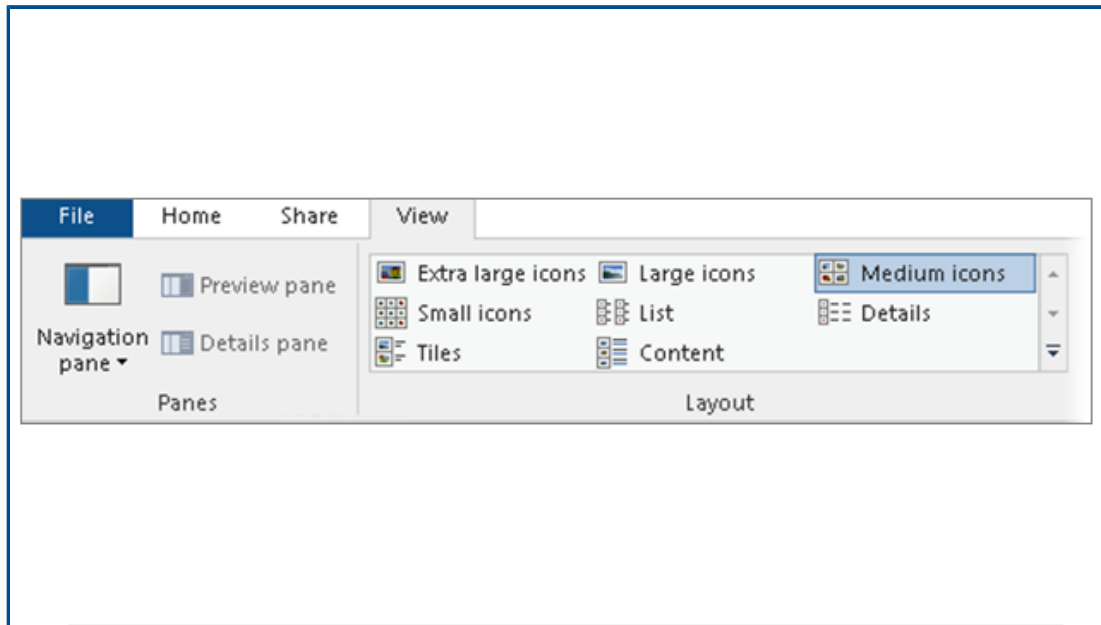 File Home Share View
Extra large icons Large icons Medium icons
Preview pane
Small icons List Details
Navigation
pane
Details pane
Tiles Content
Panes Layout